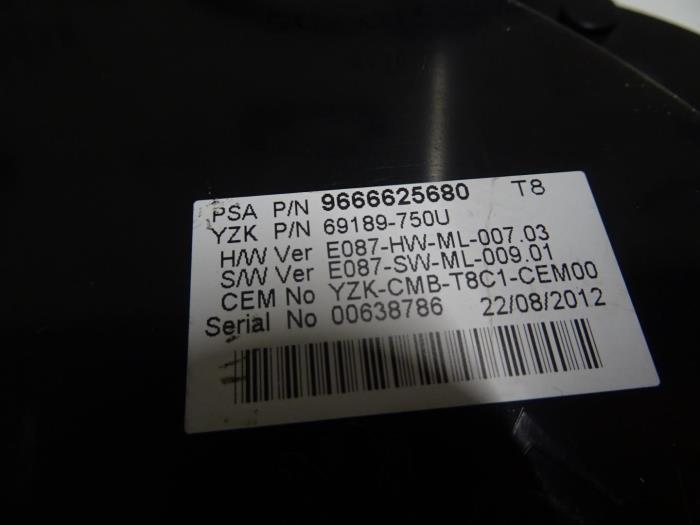 PSA P/N 9666625680 T8
YZK P/N 69189-750U
H/W Ver E087-HW-ML-007.03
S/W Ver E087-SW-ML-009.01
CEM No YZK-CMB-T8C1-CEM00
Serial No 00638786 22/08/2012